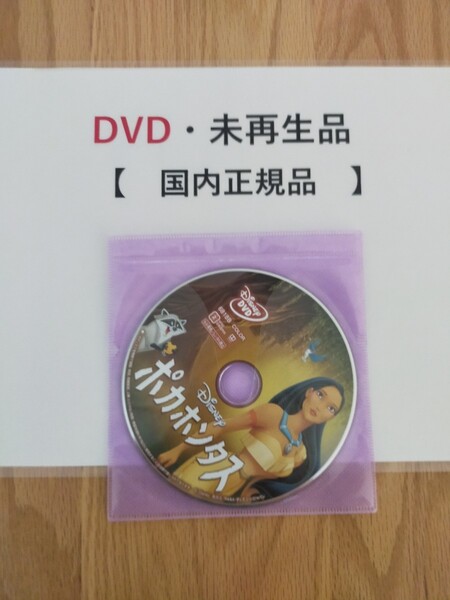 DVD・未再生品
【 国内正規品 】
Disney
DVD
COLOR
Disney
ポカホンタス